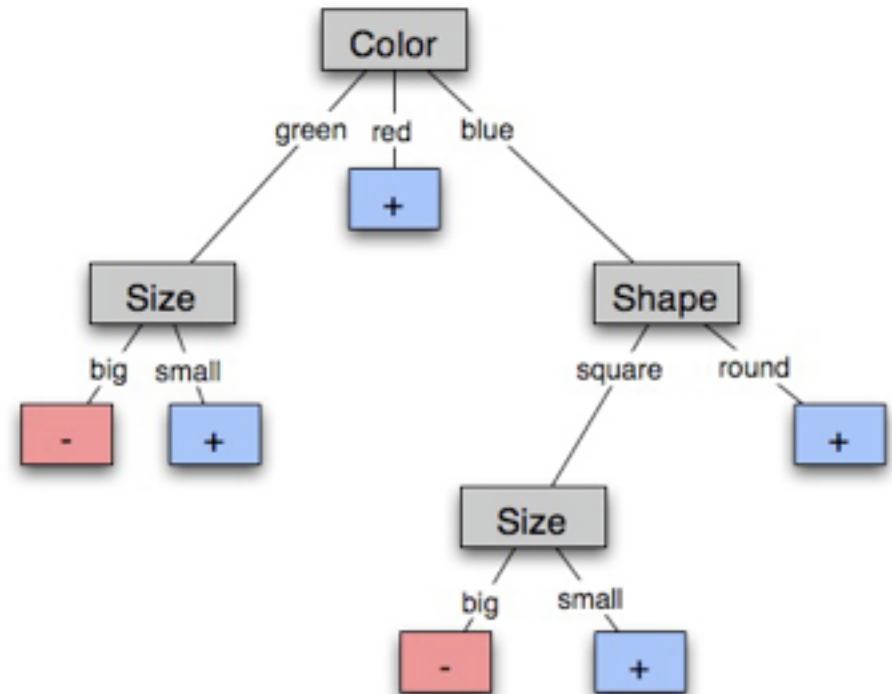 Color
green red blue
+
Size Shape
big small square round
- + +
Size
big small
- +